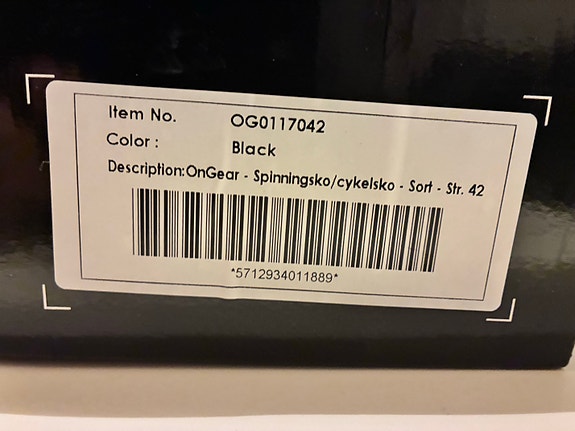 Item No. OG0117042
Color : Black
Description:OnGear - Spinningsko/cykelsko - Sort - Str. 42
*5712934011889*